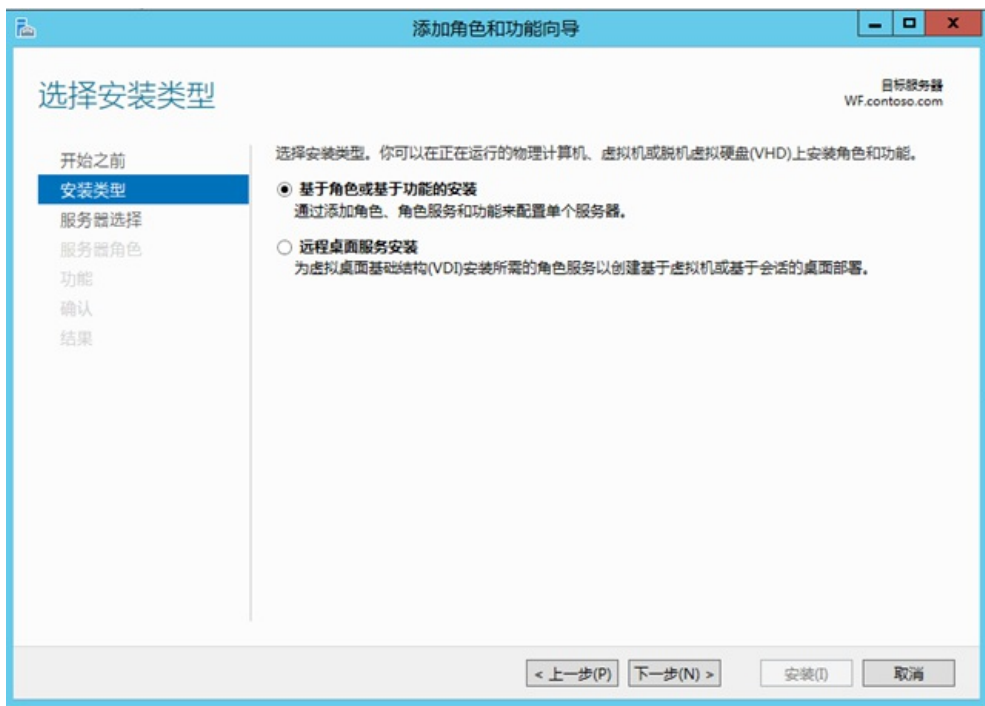 添加角色和功能向导
选择安装类型
目标服务器
WF.contoso.com
开始之前
安装类型
服务器选择
服务器角色
功能
确认
结果
选择安装类型。你可以在正在运行的物理计算机、虚拟机或脱机虚拟硬盘(VHD)上安装角色和功能。
基于角色或基于功能的安装
通过添加角色、角色服务和功能来配置单个服务器。
远程桌面服务安装
为虚拟桌面基础结构(VDI)安装所需的角色服务以创建基于虚拟机或基于会话的桌面部署。
< 上一步(P)
下一步(N) >
安装(I)
取消